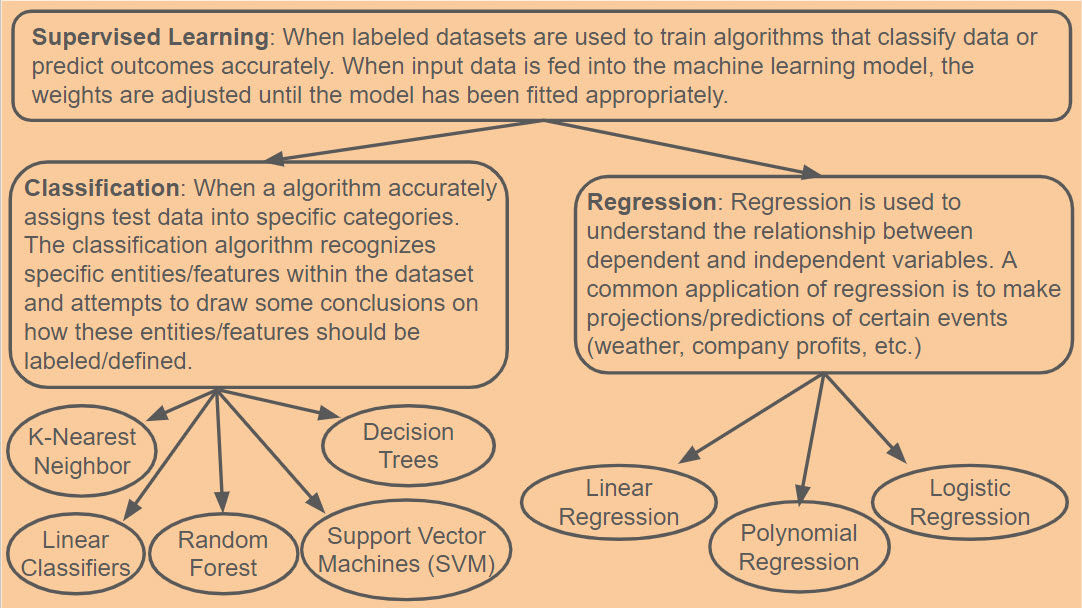 Supervised Learning: When labeled datasets are used to train algorithms that classify data or
predict outcomes accurately. When input data is fed into the machine learning model, the
weights are adjusted until the model has been fitted appropriately.
Classification: When a algorithm accurately
assigns test data into specific categories.
The classification algorithm recognizes
specific entities/features within the dataset
and attempts to draw some conclusions on
how these entities/features should be
labeled/defined.
Regression: Regression is used to
understand the relationship between
dependent and independent variables. A
common application of regression is to make
projections/predictions of certain events
(weather, company profits, etc.)
K-Nearest
Neighbor
Decision
Trees
Linear
Classifiers
Random
Forest
Support Vector
Machines (SVM)
Linear
Regression
Polynomial
Regression
Logistic
Regression